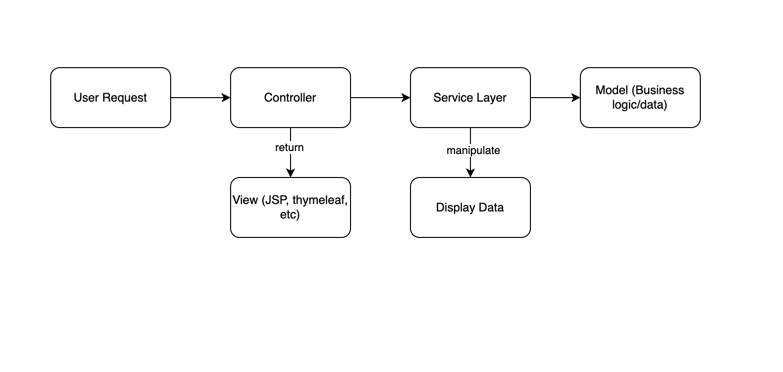 User Request
Controller
Service Layer
Model (Business
logic/data)
return
manipulate
View (JSP, thymeleaf,
etc)
Display Data